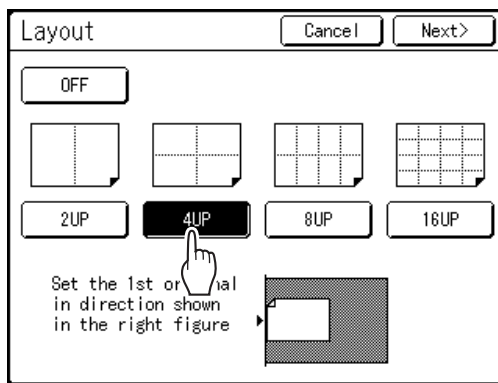 Layout
Cancel
Next>
OFF
2UP
4UP
8UP
16UP
Set the 1st
in direction shown
in the right figure